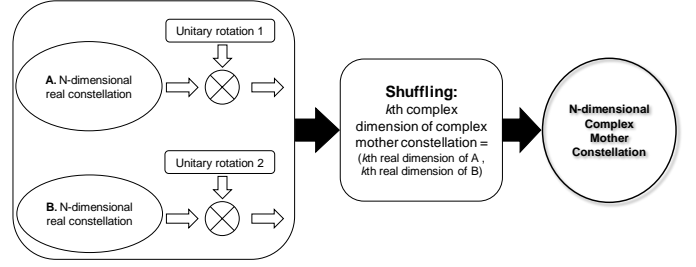 Unitary rotation 1
A. N-dimensional
real constellation
Unitary rotation 2
B. N-dimensional
real constellation
Shuffling:
kth complex
dimension of complex
mother constellation =
(kth real dimension of A ,
kth real dimension of B)
N-dimensional
Complex
Mother
Constellation